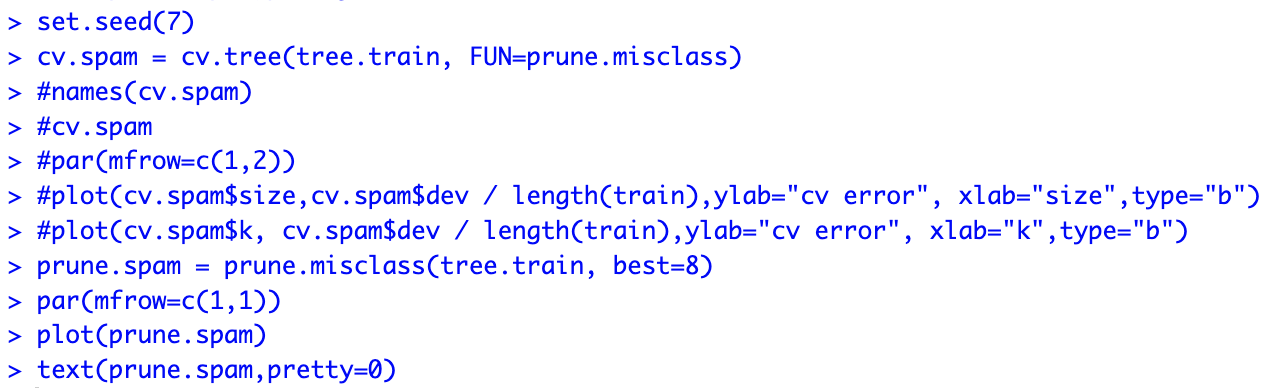 > set.seed(7)
> cv.spam = cv.tree(tree.train, FUN=prune.misclass)
> #names(cv.spam)
> #cv.spam
> #par(mfrow=c(1,2))
> #plot(cv.spam$size,cv.spam$dev / length(train),ylab="cv error", xlab="size",type="b")
> #plot(cv.spam$k, cv.spam$dev / length(train),ylab="cv error", xlab="k",type="b")
> prune.spam = prune.misclass(tree.train, best=8)
> par(mfrow=c(1,1))
> plot(prune.spam)
> text(prune.spam,pretty=0)